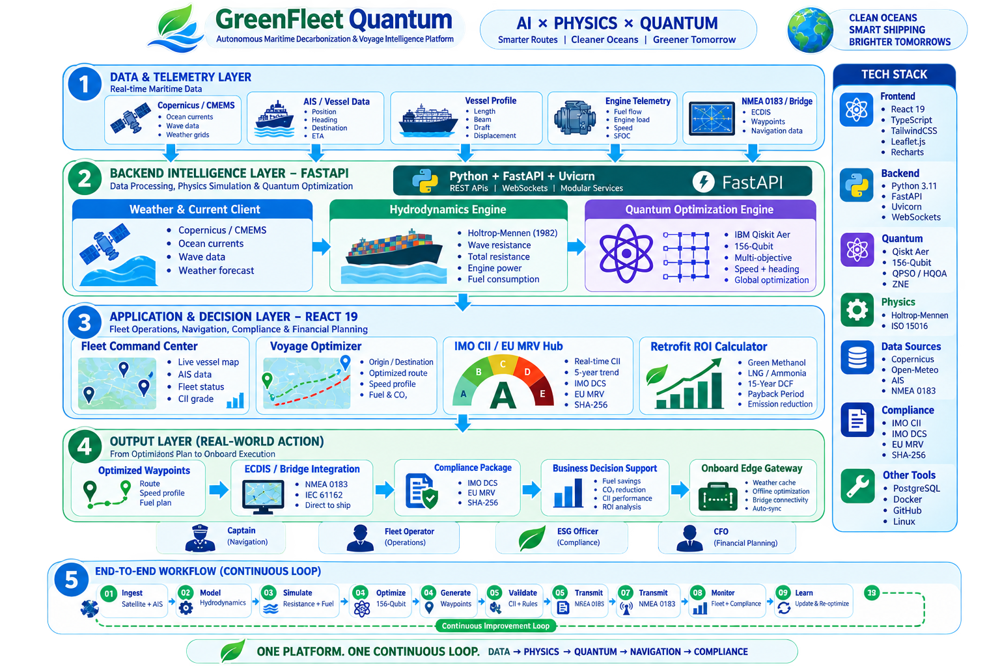 GreenFleet Quantum
Autonomous Maritime Decarbonization & Voyage Intelligence Platform
AI × PHYSICS × QUANTUM
Smarter Routes | Cleaner Oceans | Greener Tomorrow
CLEAN OCEANS
SMART SHIPPING
BRIGHTER TOMORROWS
1
DATA & TELEMETRY LAYER
Real-time Maritime Data
Copernicus / CMEMS
• Ocean currents
• Wave data
• Weather grids
AIS / Vessel Data
• Position
• Heading
• Destination
• ETA
Vessel Profile
• Length
• Beam
• Draft
• Displacement
Engine Telemetry
• Fuel flow
• Engine load
• Speed
• SFOC
NMEA 0183 / Bridge
• ECDIS
• Waypoints
• Navigation data
2
BACKEND INTELLIGENCE LAYER – FASTAPI
Data Processing, Physics Simulation & Quantum Optimization
Python + FastAPI + Uvicorn
REST APIs | WebSockets | Modular Services
FastAPI
Weather & Current Client
• Copernicus / CMEMS
• Ocean currents
• Wave data
• Weather forecast
Hydrodynamics Engine
• Holtrop-Mennen (1982)
• Wave resistance
• Total resistance
• Engine power
• Fuel consumption
Quantum Optimization Engine
• IBM Qiskit Aer
• 156-Qubit
• Multi-objective
• Speed + heading
• Global optimization
3
APPLICATION & DECISION LAYER – REACT 19
Fleet Operations, Navigation, Compliance & Financial Planning
Fleet Command Center
• Live vessel map
• AIS data
• Fleet status
• CII grade
Voyage Optimizer
• Origin / Destination
• Optimized route
• Speed profile
• Fuel & CO₂
IMO CII / EU MRV Hub
A
B
C
D
E
A
• Real-time CII
• 5-year trend
• IMO DCS
• EU MRV
• SHA-256
Retrofit ROI Calculator
• Green Methanol
• LNG / Ammonia
• 15-Year DCF
• Payback Period
• Emission reduction
4
OUTPUT LAYER (REAL-WORLD ACTION)
From Plan to Onboard Execution
Optimized Waypoints
Route
Speed profile
Fuel plan
ECDIS / Bridge Integration
• NMEA 0183
• IEC 61162
• Direct to ship
Compliance Package
• IMO DCS
• EU MRV
• SHA-256
Business Decision Support
• Fuel savings
• CO₂ reduction
• CII performance
• ROI analysis
Onboard Edge Gateway
• Weather cache
• Offline optimization
• Bridge connectivity
• Auto-sync
Captain
(Navigation)
Fleet Operator
(Operations)
ESG Officer
(Compliance)
CFO
(Financial Planning)
5
END-TO-END WORKFLOW (CONTINUOUS LOOP)
01 Ingest
Satellite + AIS
02 Model
Hydrodynamics
03 Simulate
Resistance + Fuel
04 Optimize
156-Qubit
04 Generate
Waypoints
05 Validate
CII + Rules
06 Transmit
07 Transmit
NMEA 0183
08 Monitor
Fleet + Compliance
09 Learn
Update & Re-optimize
Continuous Improvement Loop
ONE PLATFORM. ONE CONTINUOUS LOOP. DATA → PHYSICS → QUANTUM → NAVIGATION → COMPLIANCE
TECH STACK
Frontend
• React 19
• TypeScript
• TailwindCSS
• Leaflet.js
• Recharts
Backend
• Python 3.11
• FastAPI
• Uvicorn
• WebSockets
Quantum
• Qiskt Aer
• 156-Qubit
• QPSO / HQOA
• ZNE
Physics
• Holtrop-Mennen
• ISO 15016
Data Sources
• Copernicus
• Open-Meteo
• AIS
• NMEA 0183
Compliance
• IMO CII
• IMO DCS
• EU MRV
• SHA-256
Other Tools
• PostgreSQL
• Docker
• GitHub
• Linux